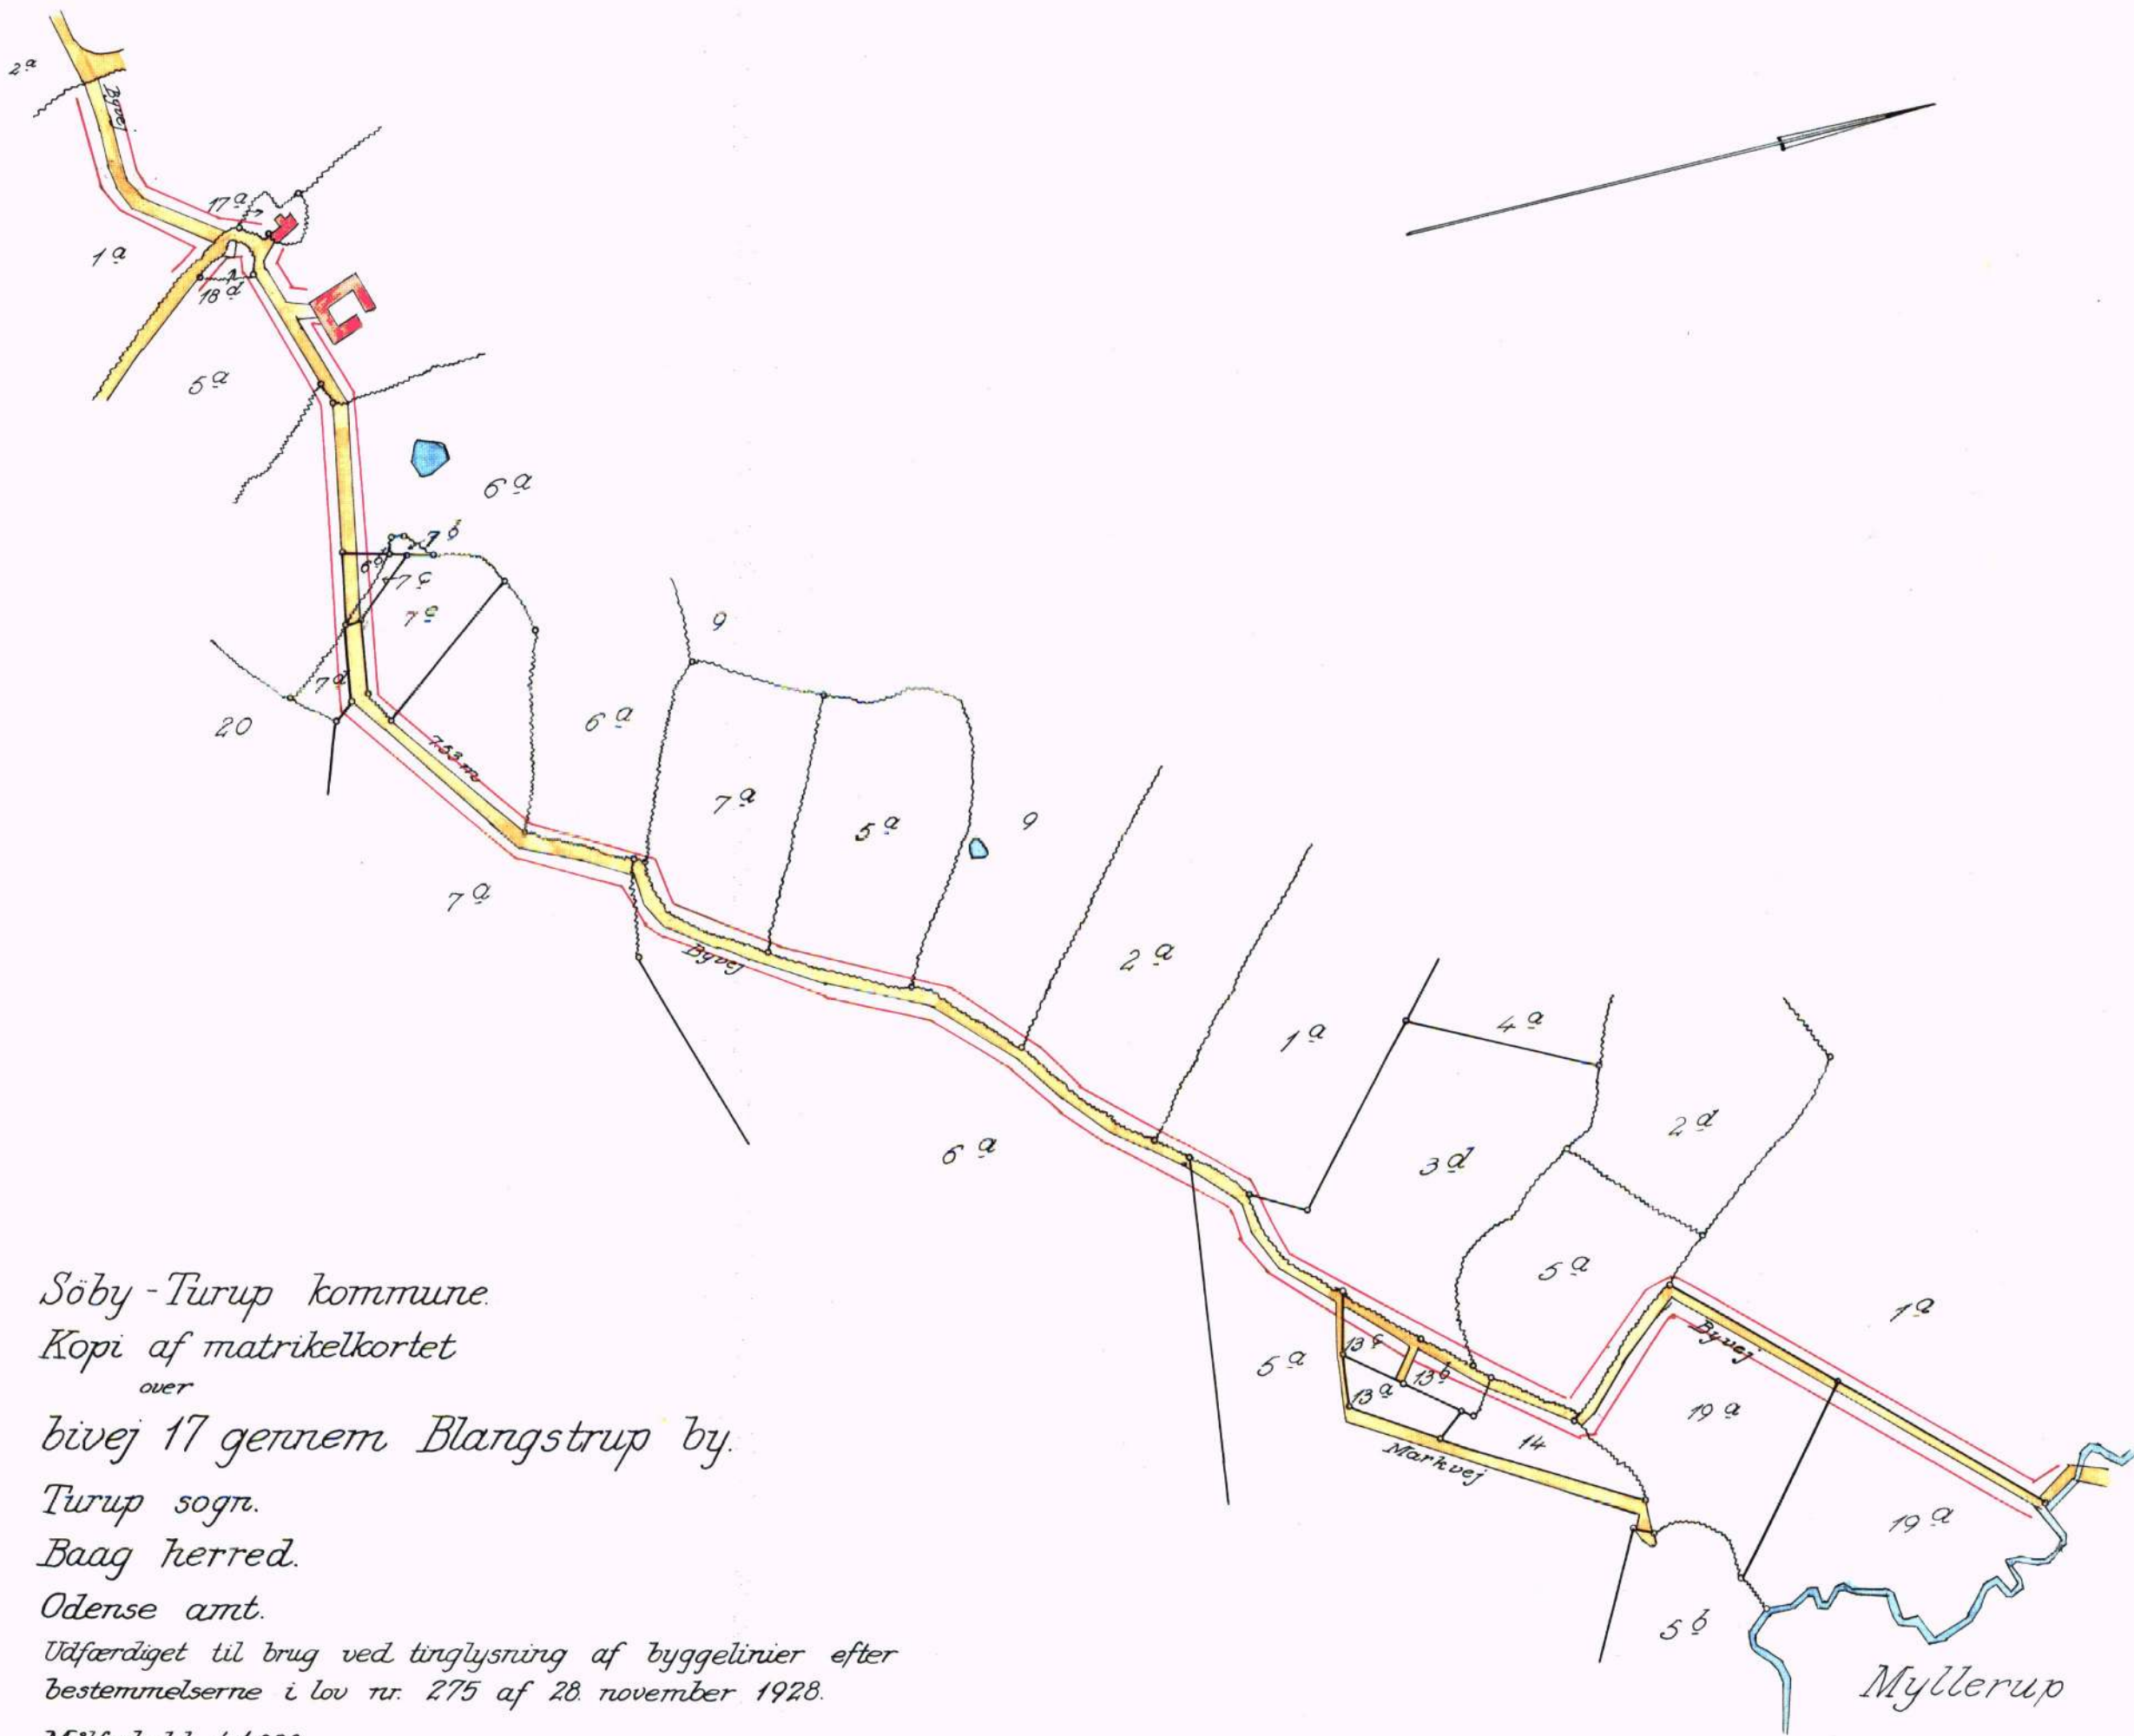 2a
Byvej
17a
1a
18d
5a
6a
7b
7c
7e
7d
20
7,53 m
6a
9
7a
5a
9
7a
Byvej
2a
1a
4a
6a
3d
2d
5a
1a
Byvej
5a
13c
13b
13a
19a
14
Markvej
19a
5b
Myllerup
Söby-Turup kommune.
Kopi af matrikelkortet
over
bivej 17 gennem Blangstrup by.
Turup sogn.
Baag herred.
Odense amt.
Udfærdiget til brug ved tinglysning af byggelinier efter
bestemmelserne i lov nr. 275 af 28. november 1928.